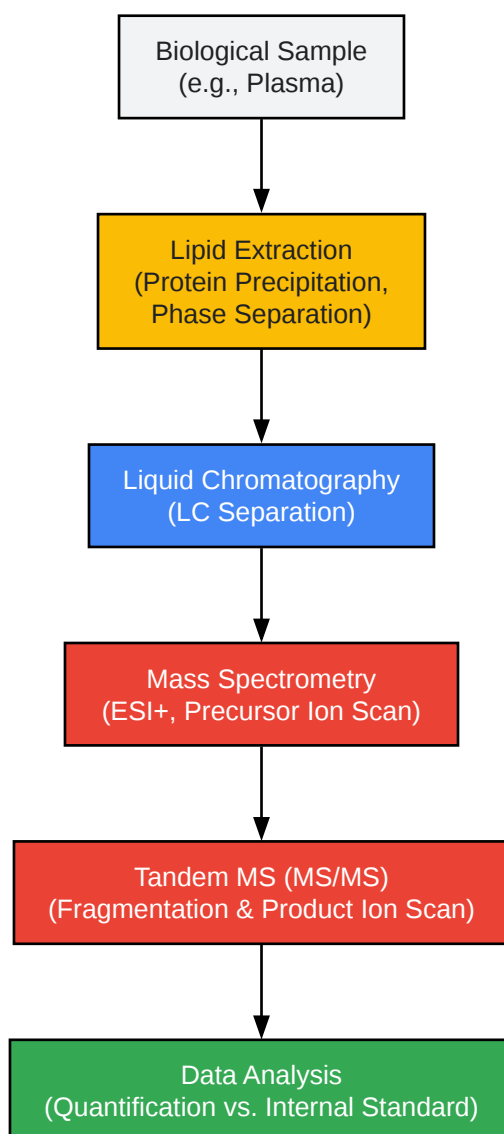 Biological Sample
(e.g., Plasma)
Lipid Extraction
(Protein Precipitation,
Phase Separation)
Liquid Chromatography
(LC Separation)
Mass Spectrometry
(ESI+, Precursor Ion Scan)
Tandem MS (MS/MS)
(Fragmentation & Product Ion Scan)
Data Analysis
(Quantification vs. Internal Standard)